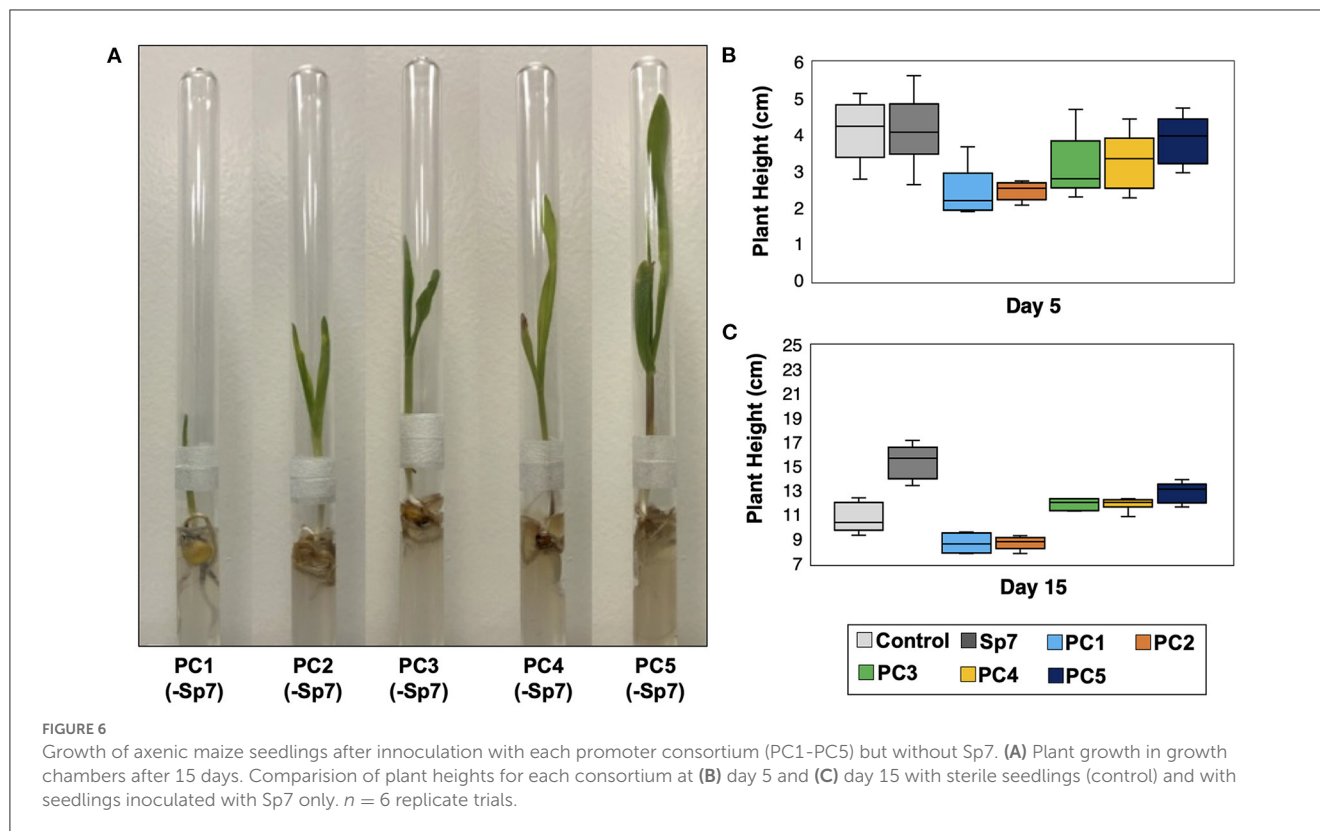 A
PC1
(-Sp7)
PC2
(-Sp7)
PC3
(-Sp7)
PC4
(-Sp7)
PC5
(-Sp7)
B
Plant Height (cm)
6
5
4
3
2
1
0
Day 5
C
Plant Height (cm)
25
23
21
19
17
15
13
11
9
7
Day 15
Control Sp7 PC1 PC2
PC3 PC4 PC5
FIGURE 6
Growth of axenic maize seedlings after innoculation with each promoter consortium (PC1-PC5) but without Sp7. (A) Plant growth in growth
chambers after 15 days. Comparision of plant heights for each consortium at (B) day 5 and (C) day 15 with sterile seedlings (control) and with
seedlings inoculated with Sp7 only. n = 6 replicate trials.